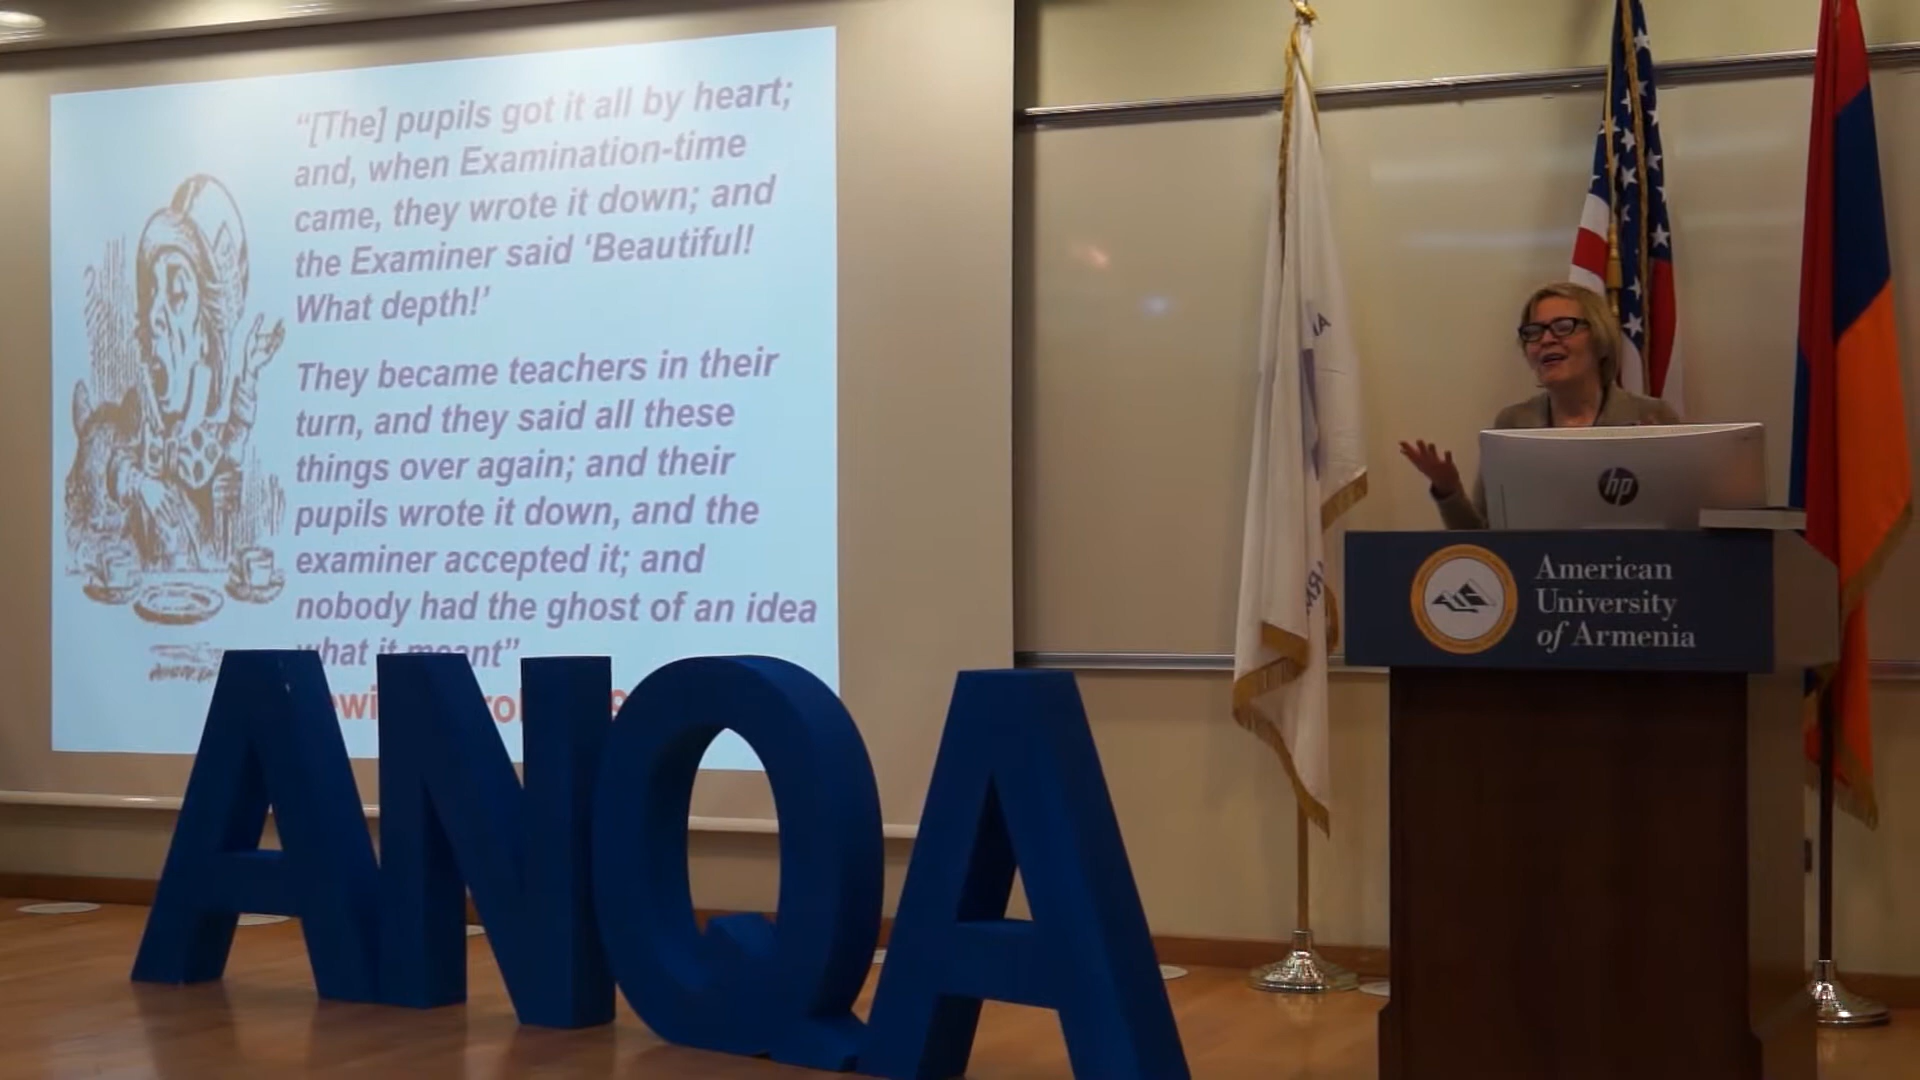 “[The] pupils got it all by heart;
and, when Examination-time
came, they wrote it down; and
the Examiner said ‘Beautiful!
What depth!’
They became teachers in their
turn, and they said all these
things over again; and their
pupils wrote it down, and the
examiner accepted it; and
nobody had the ghost of an idea
what it meant”
ANQA
hp
American
University
of Armenia